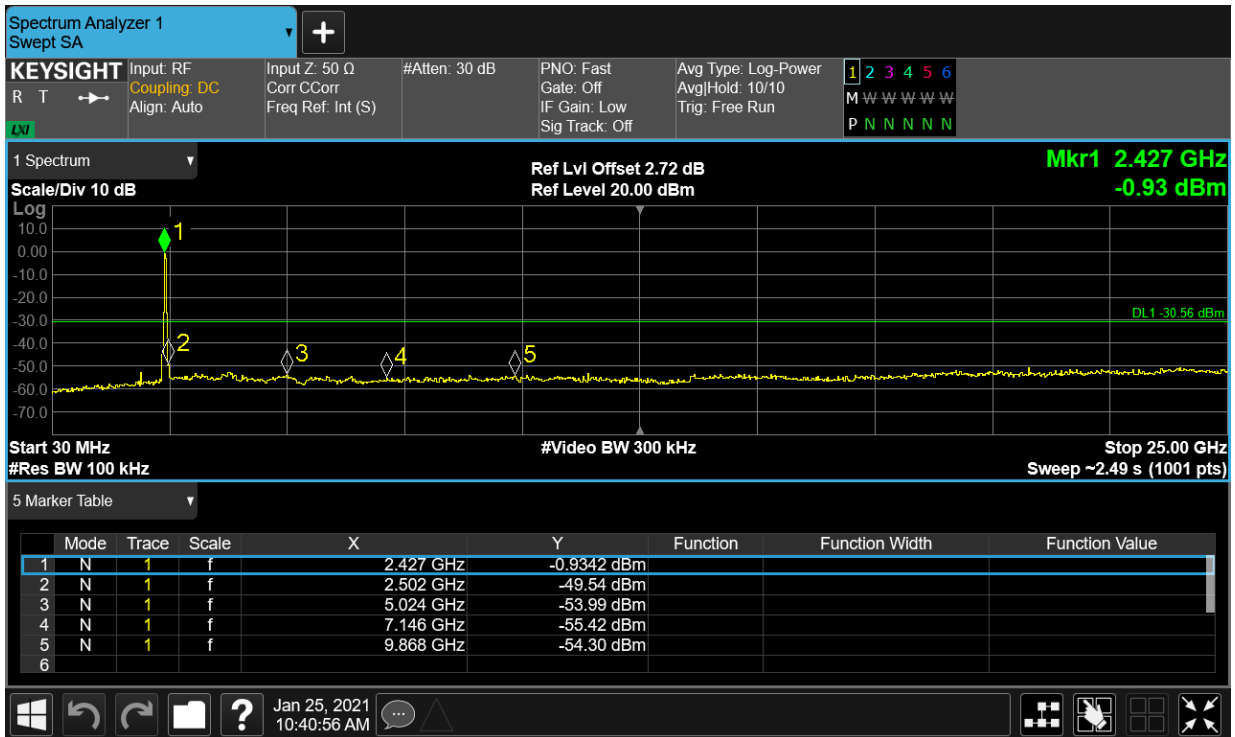 Spectrum Analyzer 1
Swept SA
KEYSIGHT
R T
LXI
Input: RF
Coupling: DC
Align: Auto
Input Z: 50 Ω
Corr CCorr
Freq Ref: Int (S)
#Atten: 30 dB
PNO: Fast
Gate: Off
IF Gain: Low
Sig Track: Off
Avg Type: Log-Power
Avg|Hold: 10/10
Trig: Free Run
1 2 3 4 5 6
M W W W W W
P N N N N N
1 Spectrum
Scale/Div 10 dB
Ref Lvl Offset 2.72 dB
Ref Level 20.00 dBm
Mkr1 2.427 GHz
-0.93 dBm
Log
10.0
0.00
-10.0
-20.0
-30.0
-40.0
-50.0
-60.0
-70.0
1
2
3
4
5
DL1 -30.56 dBm
Start 30 MHz
#Video BW 300 kHz
Stop 25.00 GHz
#Res BW 100 kHz
Sweep ~2.49 s (1001 pts)
5 Marker Table
Mode Trace Scale X Y Function Function Width Function Value
1 N 1 f 2.427 GHz -0.9342 dBm
2 N 1 f 2.502 GHz -49.54 dBm
3 N 1 f 5.024 GHz -53.99 dBm
4 N 1 f 7.146 GHz -55.42 dBm
5 N 1 f 9.868 GHz -54.30 dBm
6
?
Jan 25, 2021
10:40:56 AM